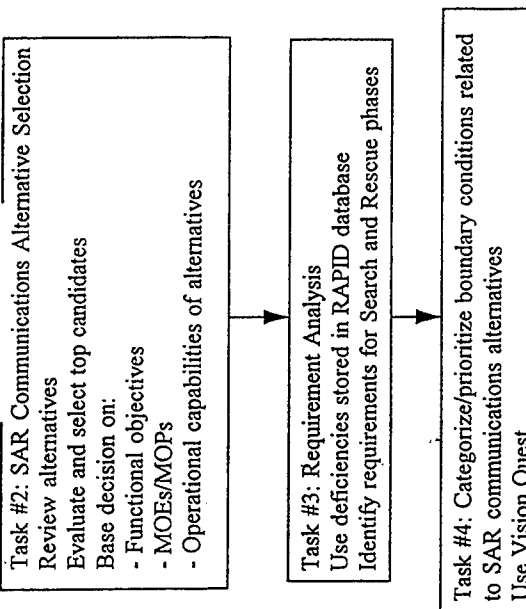 Task #2: SAR Communications Alternative Selection
Review alternatives
Evaluate and select top candidates
Base decision on:
- Functional objectives
- MOEs/MOPs
- Operational capabilities of alternatives
Task #3: Requirement Analysis
Use deficiencies stored in RAPID database
Identify requirements for Search and Rescue phases
Task #4: Categorize/prioritize boundary conditions related
to SAR communications alternatives
Use Vision Quest